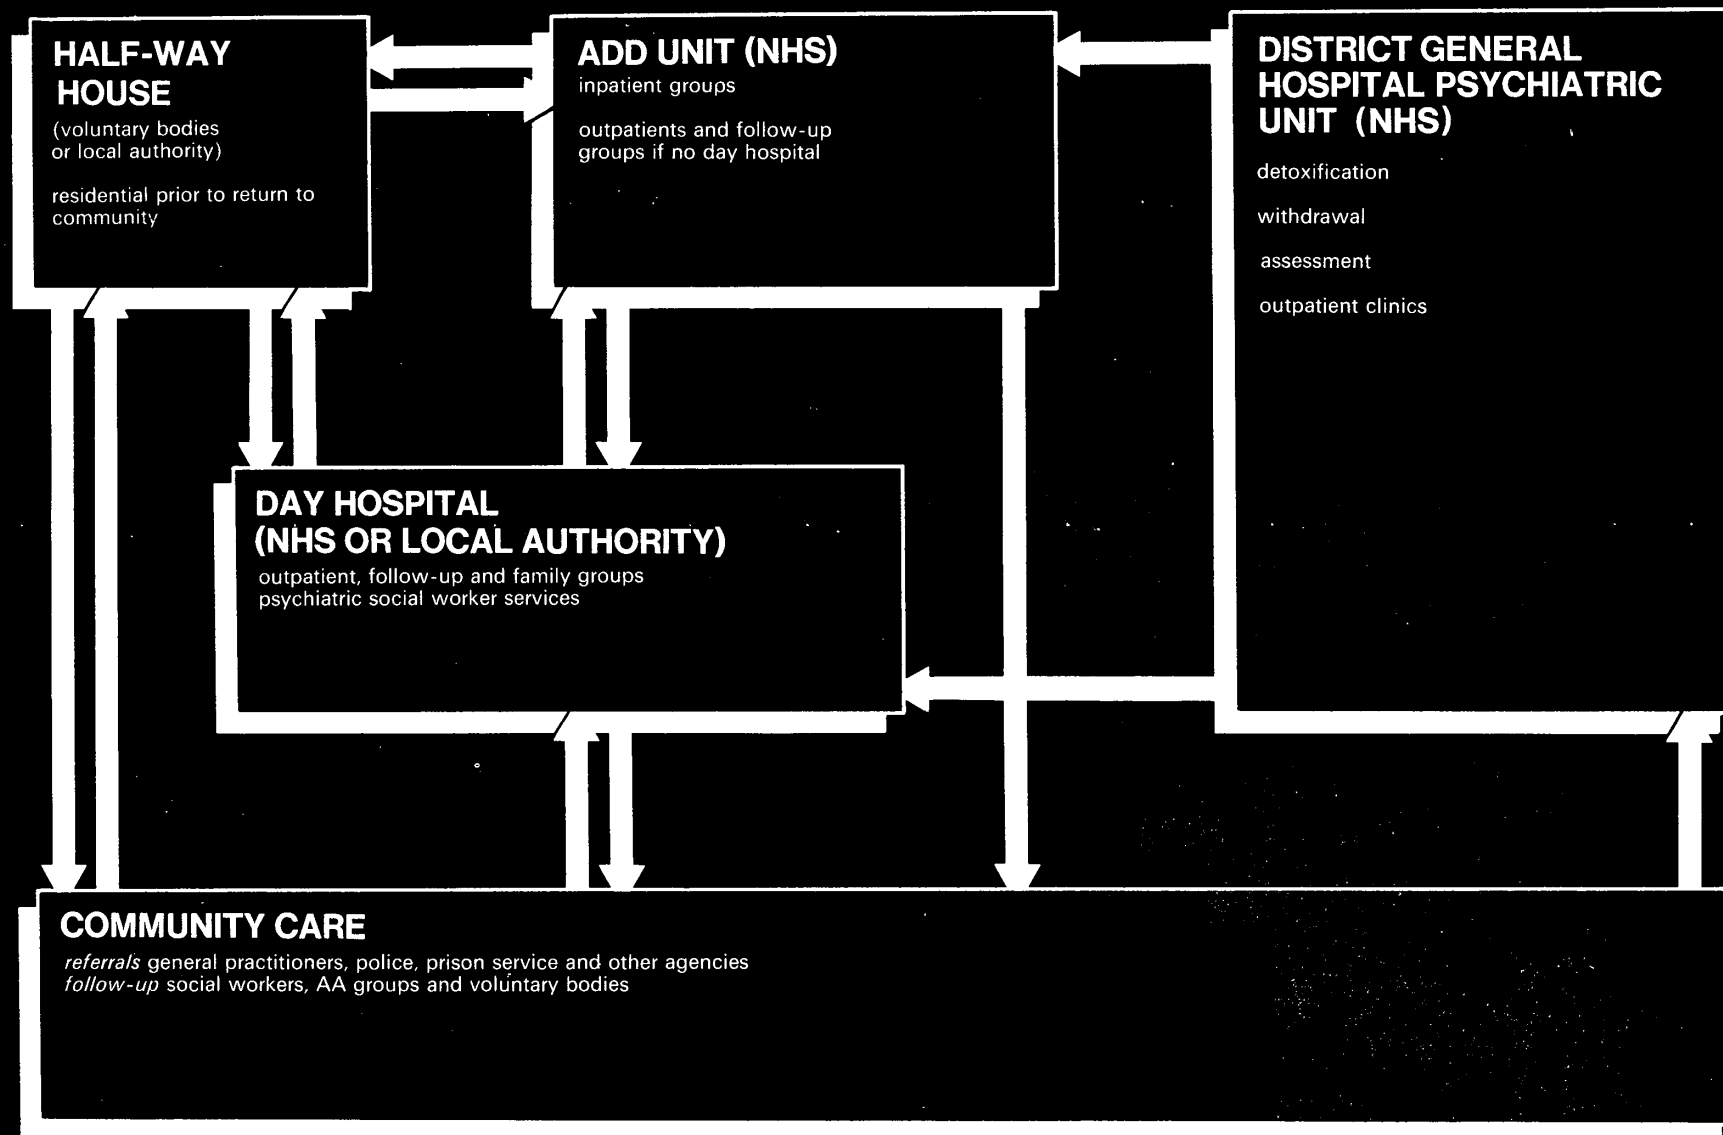 HALF-WAY
HOUSE
(voluntary bodies
or local authority)
residential prior to return to
community
ADD UNIT (NHS)
inpatient groups
outpatients and follow-up
groups if no day hospital
DISTRICT GENERAL
HOSPITAL PSYCHIATRIC
UNIT (NHS)
detoxification
withdrawal
assessment
outpatient clinics
DAY HOSPITAL
(NHS OR LOCAL AUTHORITY)
outpatient, follow-up and family groups
psychiatric social worker services
COMMUNITY CARE
referrals general practitioners, police, prison service and other agencies
follow-up social workers, AA groups and voluntary bodies